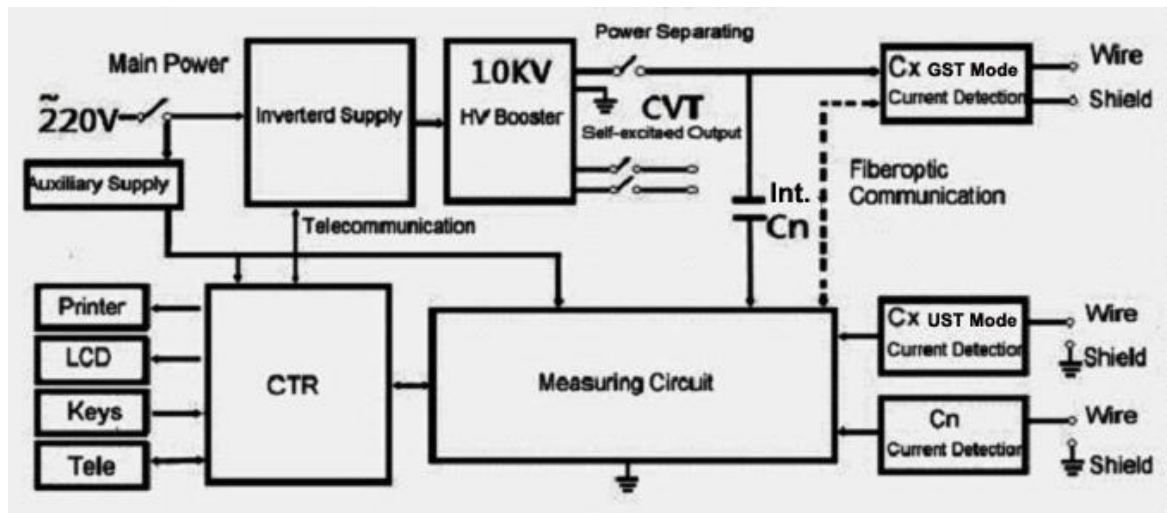 Power Separating
Main Power
~
220V
Inverterd Supply
10KV
HV Booster
CVT
Self-excitaed Output
Cx GST Mode
Current Detection
Wire
Shield
Auxiliary Supply
Telecommunication
Int.
Cn
Fiberoptic
Communication
Printer
LCD
Keys
Tele
CTR
Measuring Circuit
Cx UST Mode
Current Detection
Wire
Shield
Cn
Current Detection
Wire
Shield